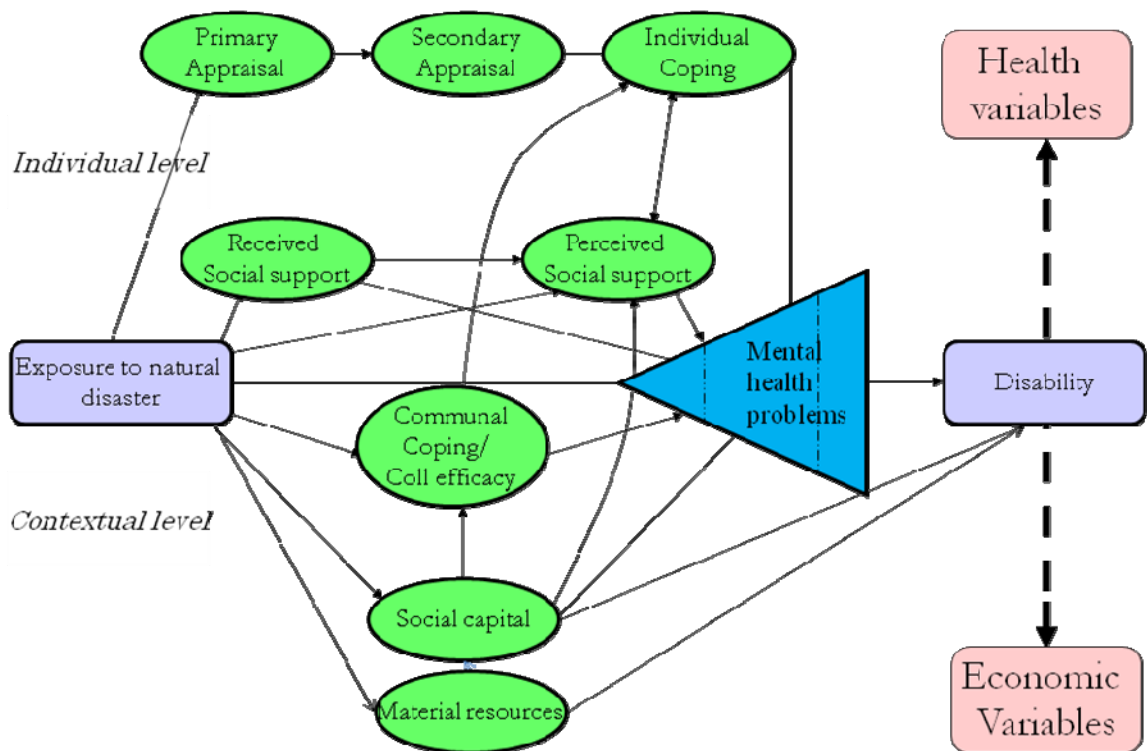 Primary
Appraisal
Secondary
Appraisal
Individual
Coping
Health
variables
Individual level
Received
Social support
Perceived
Social support
Exposure to natural
disaster
Mental
health
problems
Disability
Communal
Coping/
Coll efficacy
Contextual level
Social capital
Material resources
Economic
Variables